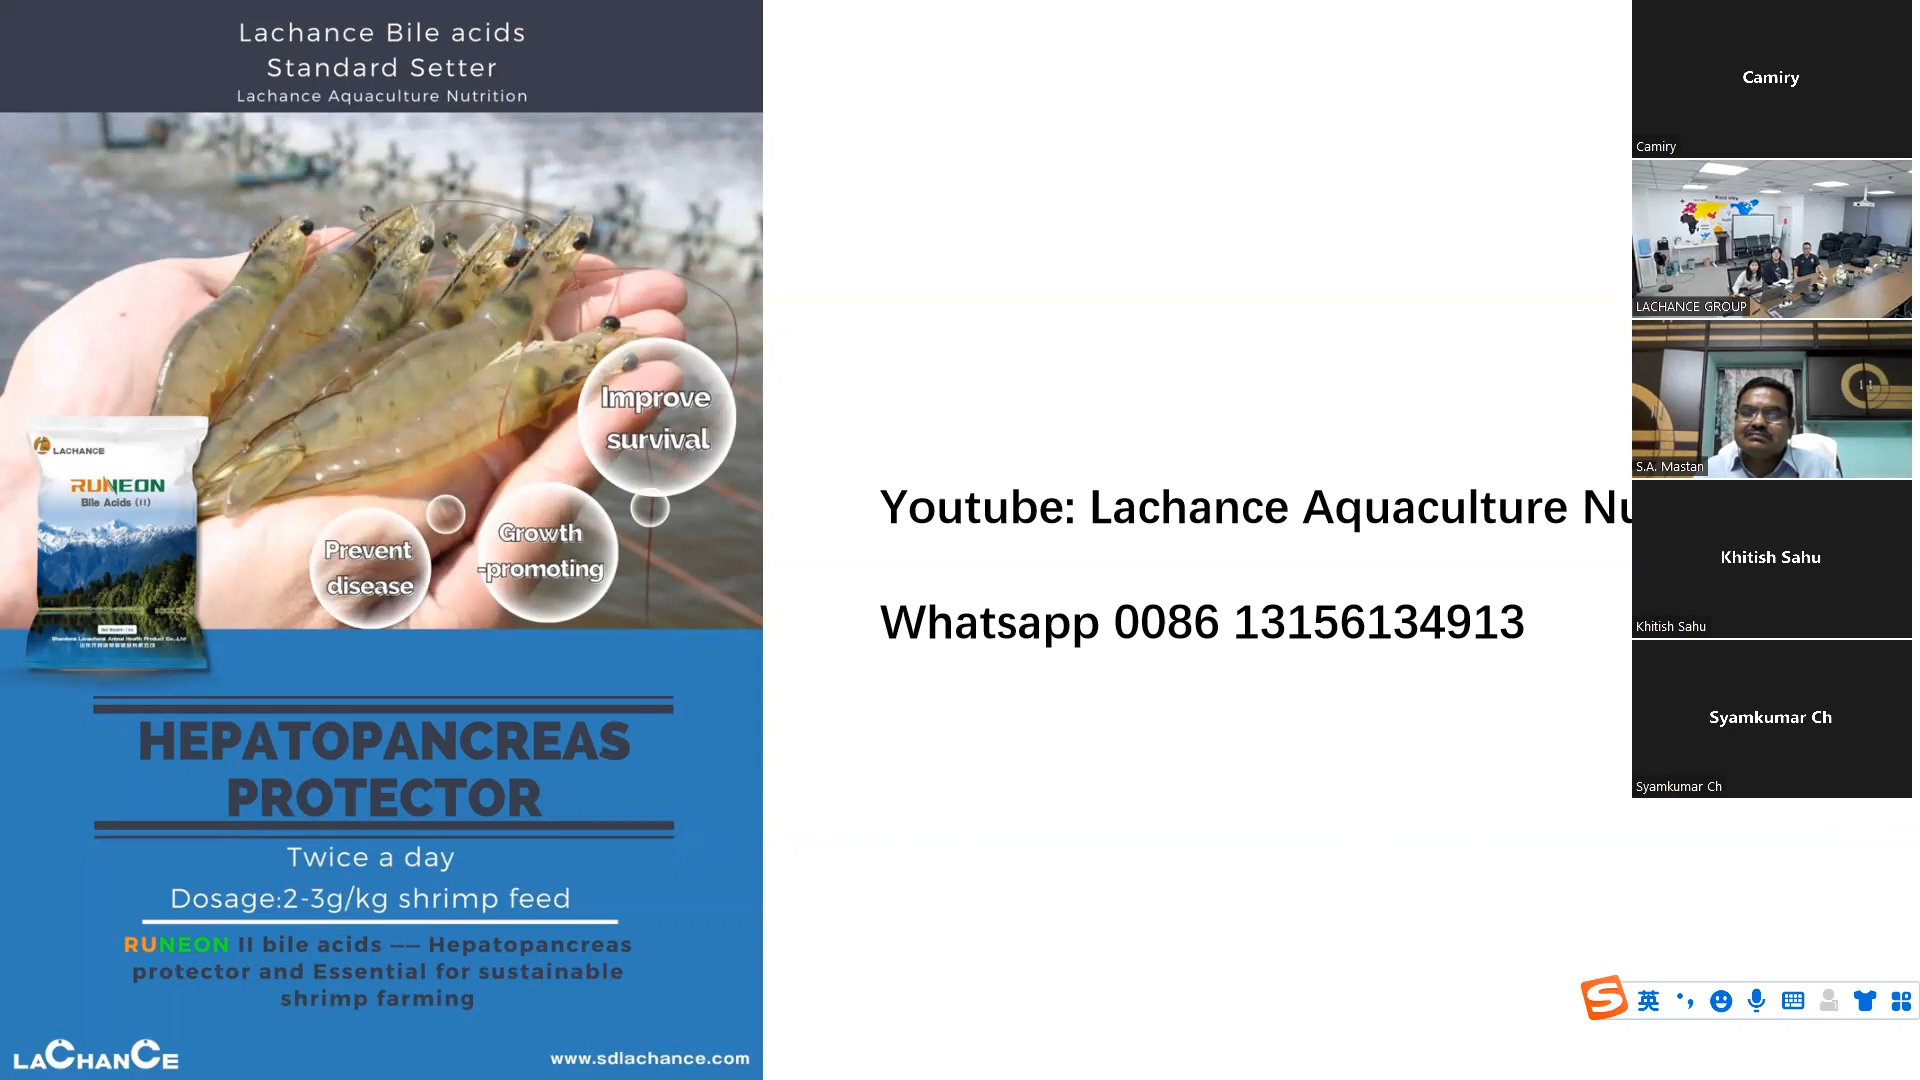 Lachance Bile acids
Standard Setter
Lachance Aquaculture Nutrition
Improve
survival
Growth
-promoting
Prevent
disease
LACHANCE
RUNEON
Bile Acids (II)
HEPATOPANCREAS
PROTECTOR
Twice a day
Dosage:2-3g/kg shrimp feed
RUNEON II bile acids —— Hepatopancreas
protector and Essential for sustainable
shrimp farming
LACHANCE
www.sdlachance.com
Youtube: Lachance Aquaculture Nu
Whatsapp 0086 13156134913
Camiry
Camiry
LACHANCE GROUP
S.A. Mastan
Khitish Sahu
Khitish Sahu
Syamkumar Ch
Syamkumar Ch
英